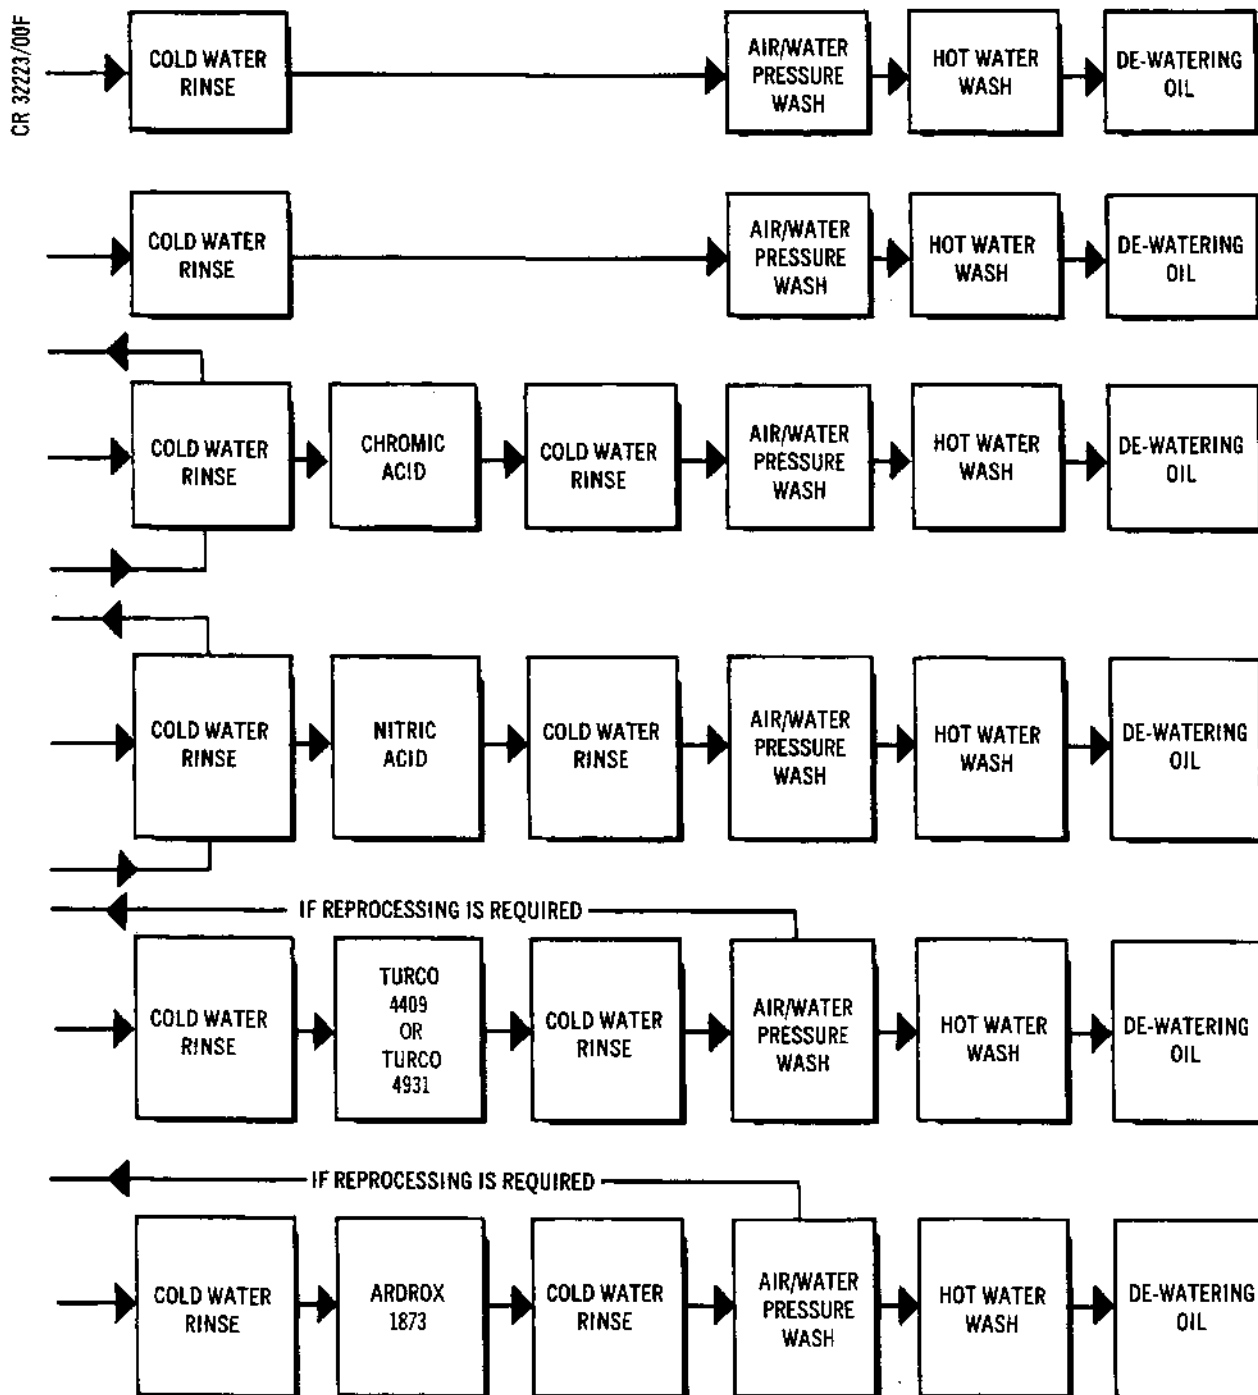 CR 32223/00F
COLD WATER
RINSE
AIR/WATER
PRESSURE
WASH
HOT WATER
WASH
DE-WATERING
OIL
COLD WATER
RINSE
AIR/WATER
PRESSURE
WASH
HOT WATER
WASH
DE-WATERING
OIL
COLD WATER
RINSE
CHROMIC
ACID
COLD WATER
RINSE
AIR/WATER
PRESSURE
WASH
HOT WATER
WASH
DE-WATERING
OIL
COLD WATER
RINSE
NITRIC
ACID
COLD WATER
RINSE
AIR/WATER
PRESSURE
WASH
HOT WATER
WASH
DE-WATERING
OIL
IF REPROCESSING IS REQUIRED
COLD WATER
RINSE
TURCO
4409
OR
TURCO
4931
COLD WATER
RINSE
AIR/WATER
PRESSURE
WASH
HOT WATER
WASH
DE-WATERING
OIL
IF REPROCESSING IS REQUIRED
COLD WATER
RINSE
ARDROX
1873
COLD WATER
RINSE
AIR/WATER
PRESSURE
WASH
HOT WATER
WASH
DE-WATERING
OIL